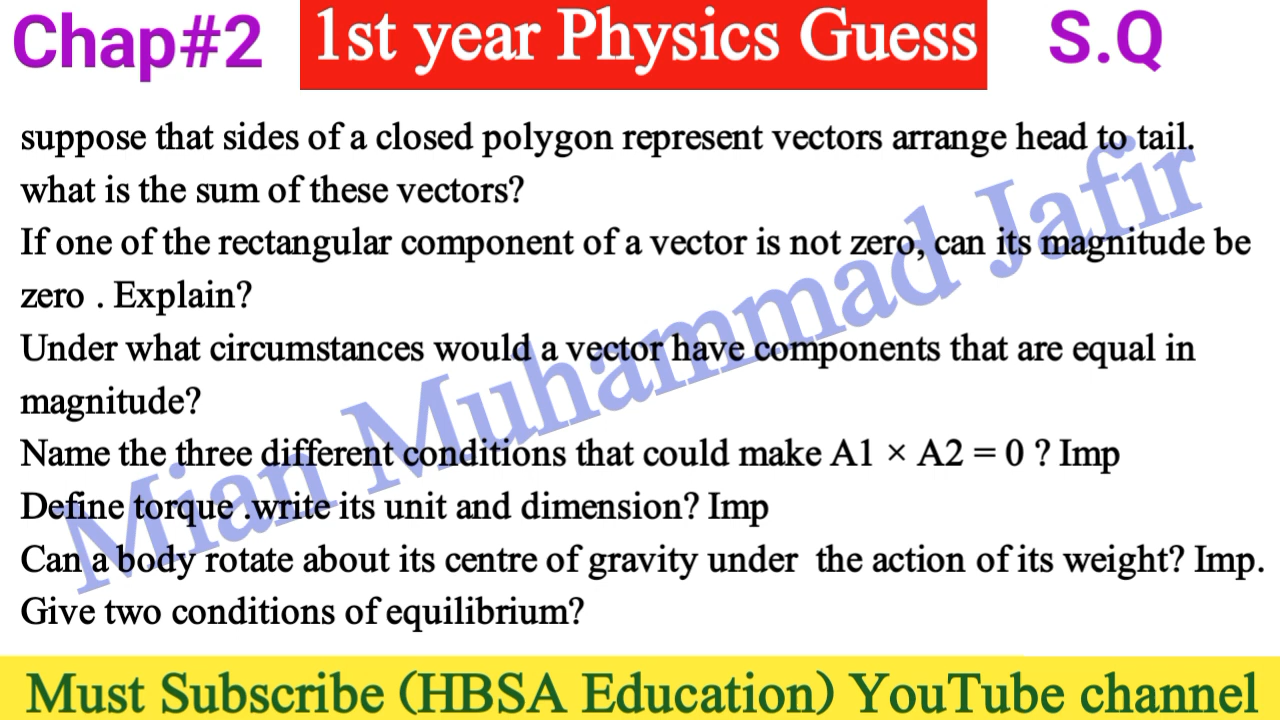 Chap#2 1st year Physics Guess S.Q
suppose that sides of a closed polygon represent vectors arrange head to tail.
what is the sum of these vectors?
If one of the rectangular component of a vector is not zero, can its magnitude be
zero . Explain?
Under what circumstances would a vector have components that are equal in
magnitude?
Name the three different conditions that could make A1 × A2 = 0 ? Imp
Define torque .write its unit and dimension? Imp
Can a body rotate about its centre of gravity under  the action of its weight? Imp.
Give two conditions of equilibrium?
Mian Muhammad Jafir
Must Subscribe (HBSA Education) YouTube channel